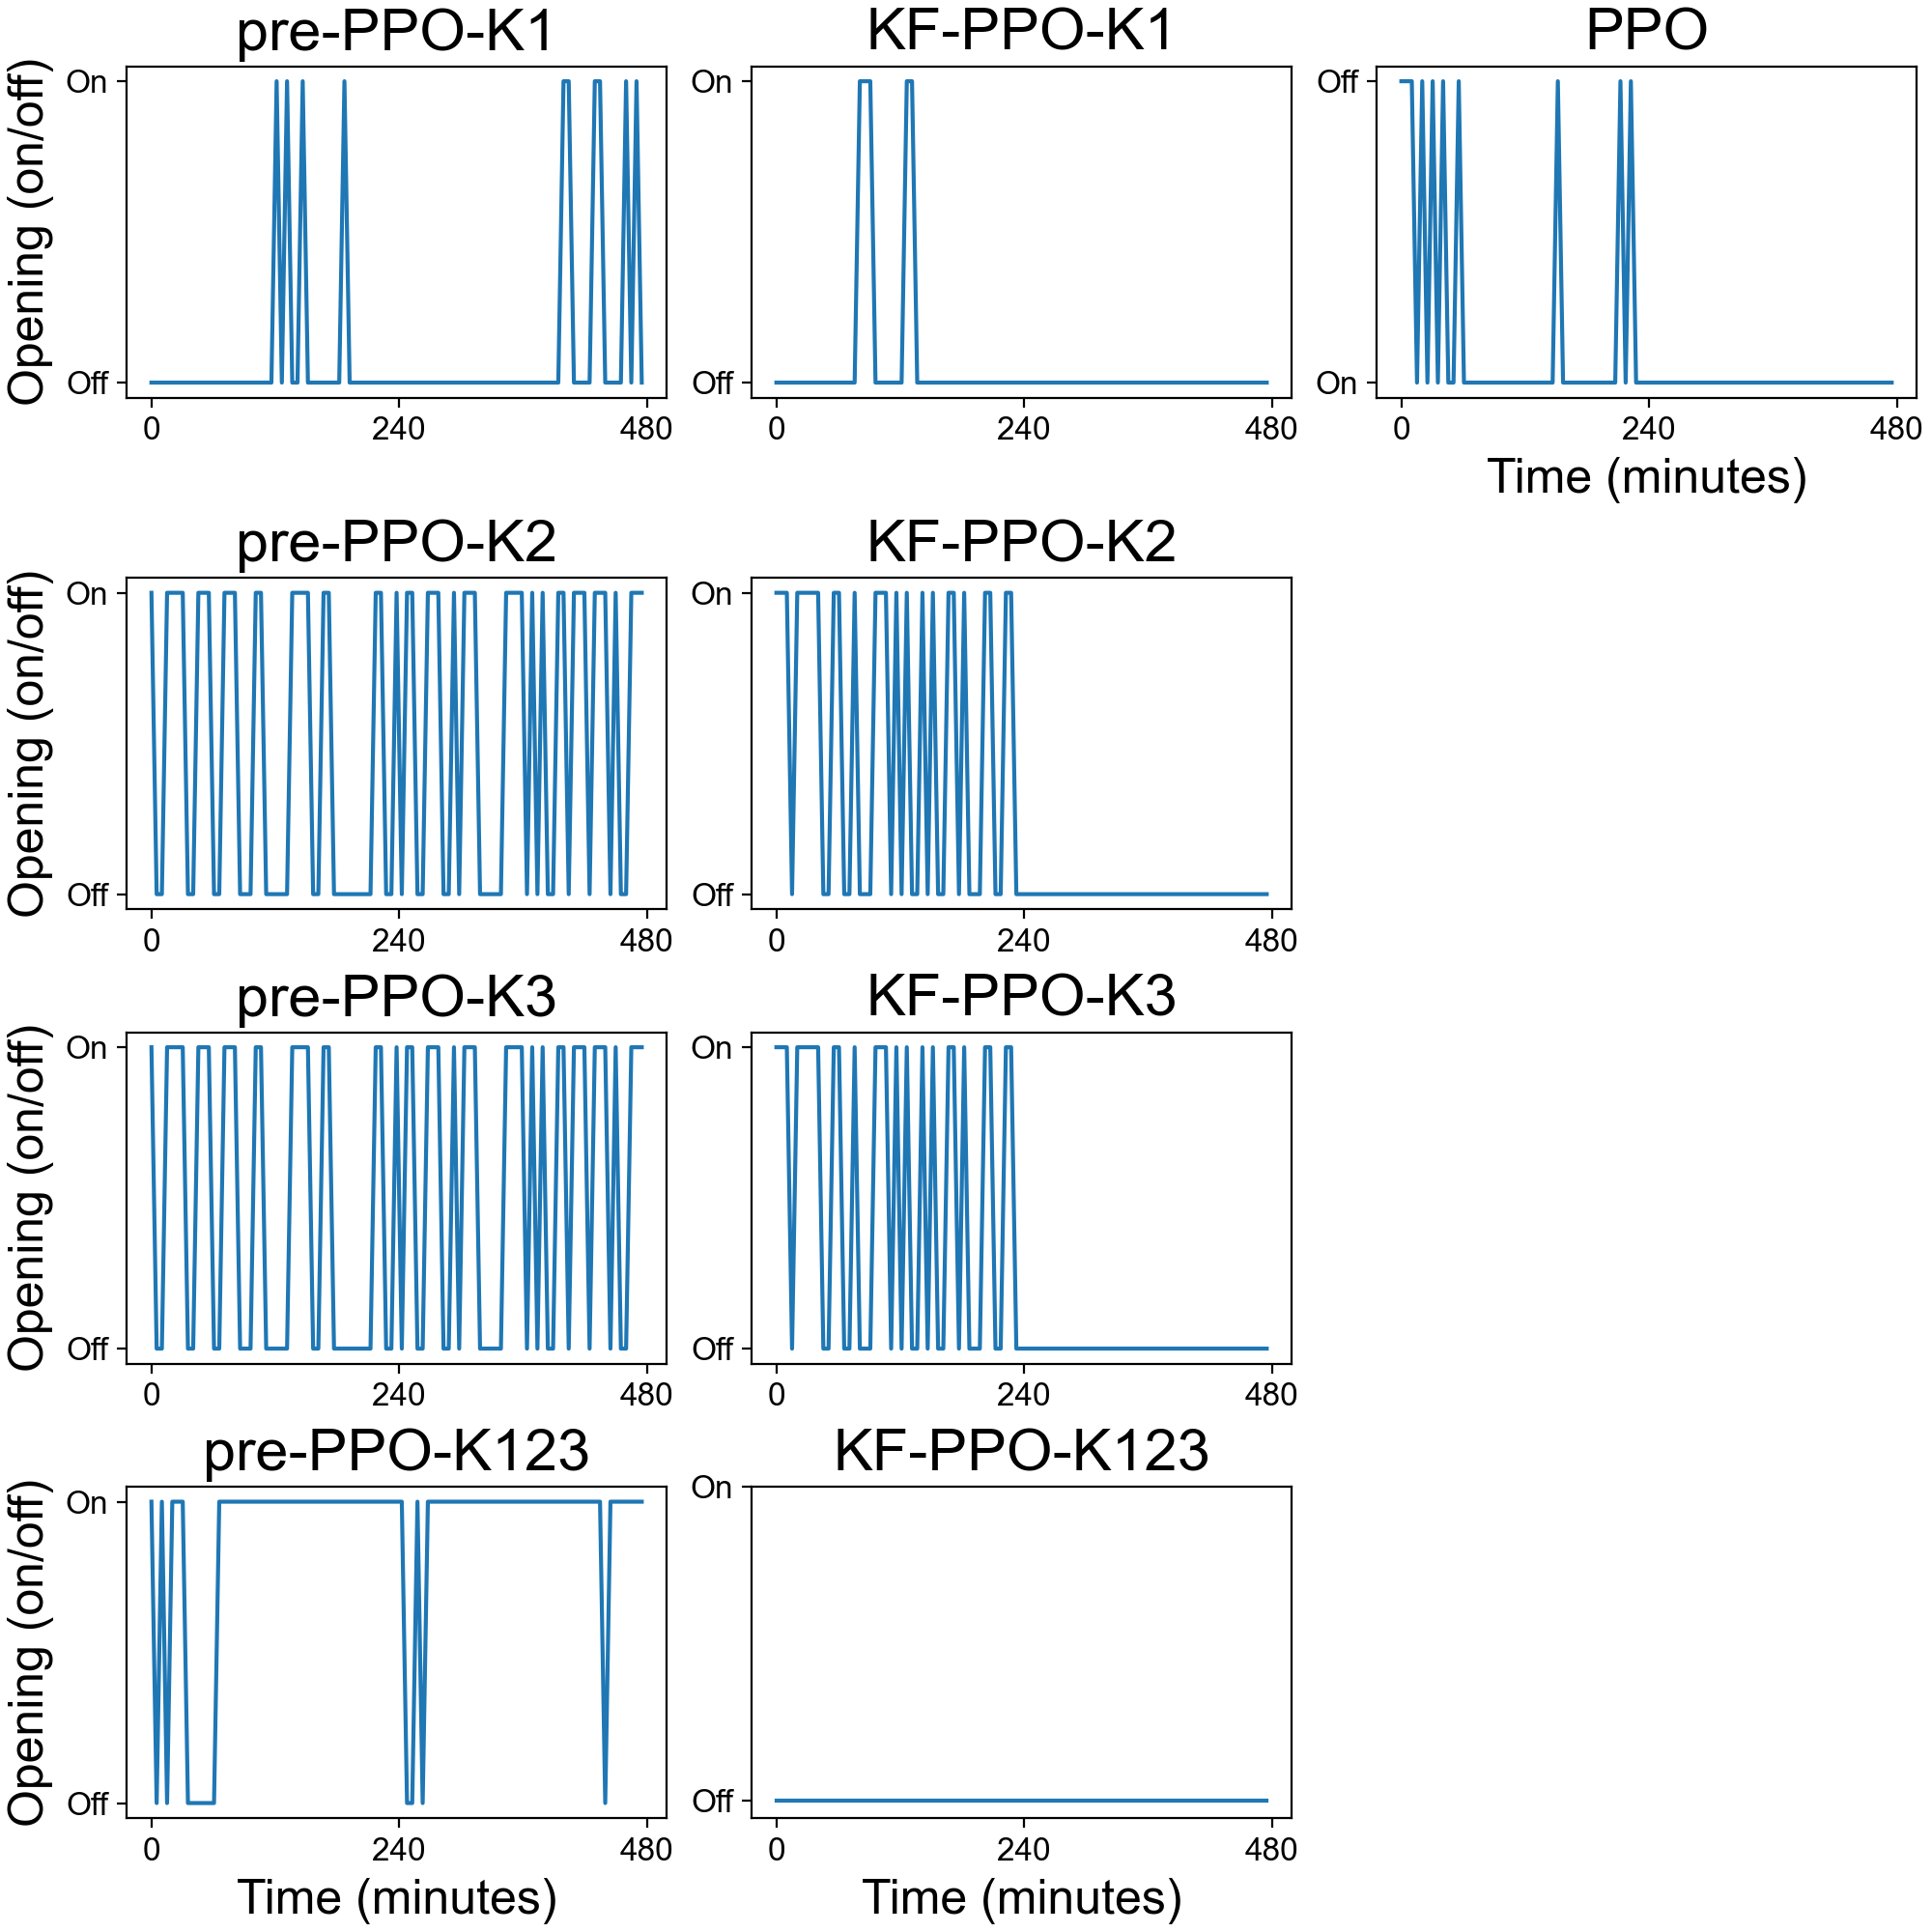 pre-PPO-K1
KF-PPO-K1
PPO
Opening (on/off)
On
Off
0 240 480
On
Off
0 240 480
Off
On
0 240 480
Time (minutes)
pre-PPO-K2
KF-PPO-K2
Opening (on/off)
On
Off
0 240 480
On
Off
0 240 480
pre-PPO-K3
KF-PPO-K3
Opening (on/off)
On
Off
0 240 480
On
Off
0 240 480
pre-PPO-K123
KF-PPO-K123
Opening (on/off)
On
Off
0 240 480
Time (minutes)
On
Off
0 240 480
Time (minutes)